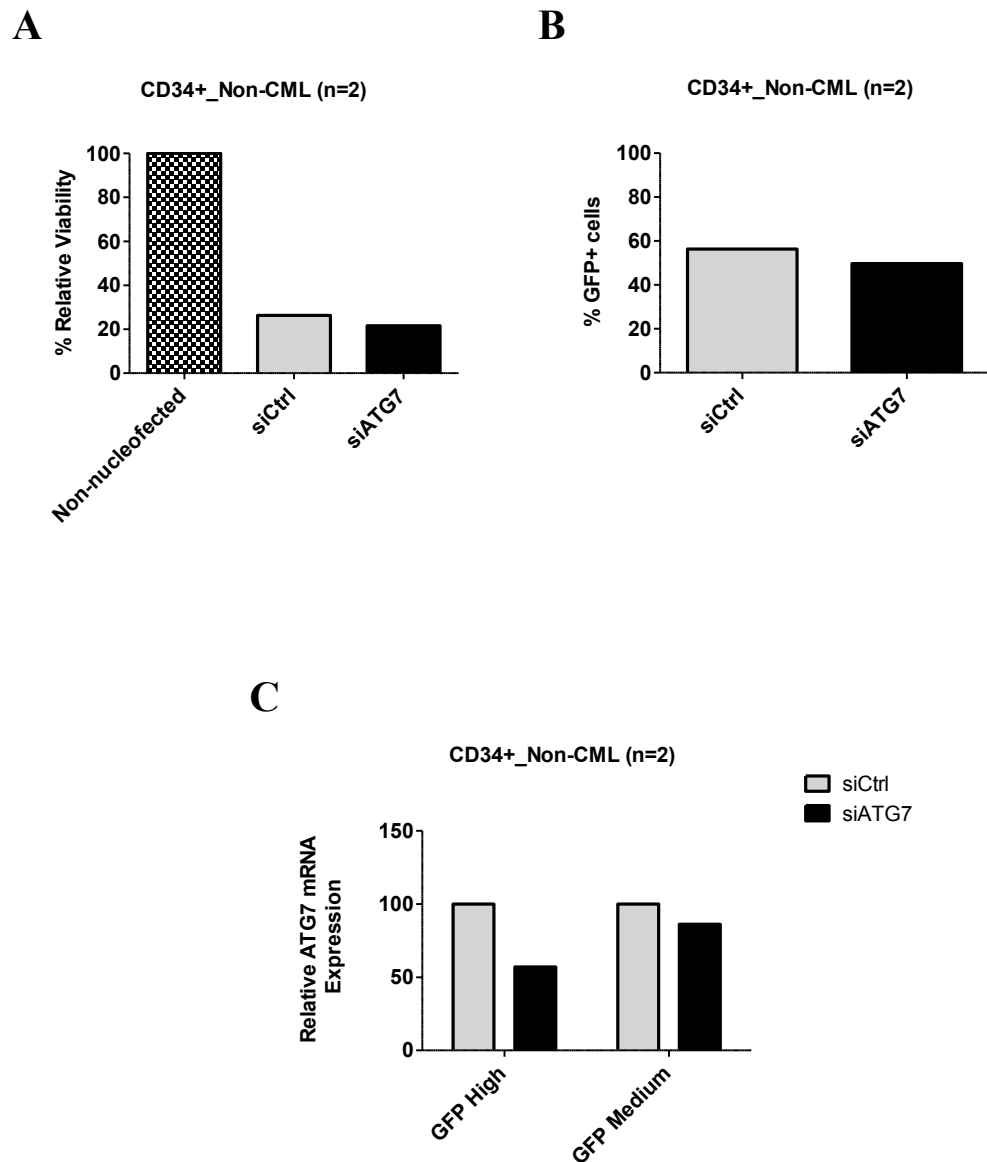 A
CD34+_Non-CML (n=2)
% Relative Viability
100
80
60
40
20
0
Non-nucleofected
siCtrl
siATG7
B
CD34+_Non-CML (n=2)
% GFP+ cells
100
80
60
40
20
0
siCtrl
siATG7
C
CD34+_Non-CML (n=2)
siCtrl
siATG7
Relative ATG7 mRNA
Expression
150
100
50
0
GFP High
GFP Medium